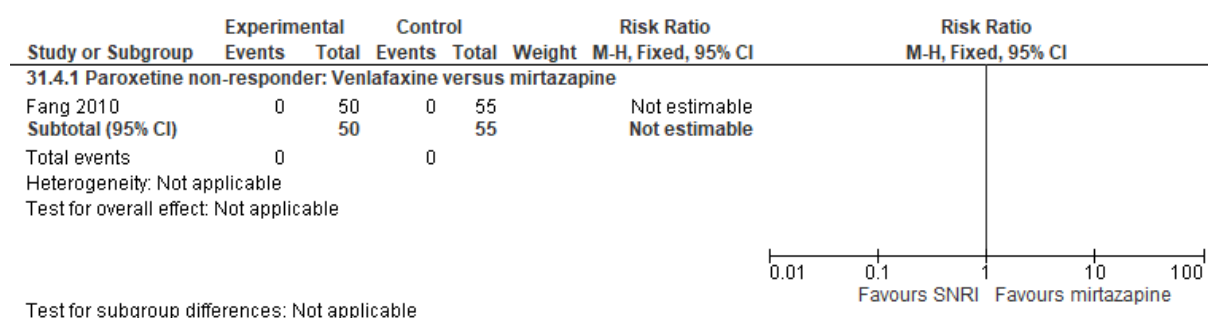 Experimental Control Risk Ratio Risk Ratio
Study or Subgroup Events Total Events Total Weight M-H, Fixed, 95% CI M-H, Fixed, 95% CI
31.4.1 Paroxetine non-responder: Venlafaxine versus mirtazapine
Fang 2010 0 50 0 55 Not estimable
Subtotal (95% CI) 50 55 Not estimable
Total events 0 0
Heterogeneity: Not applicable
Test for overall effect: Not applicable
0.01 0.1 1 10 100
Favours SNRI Favours mirtazapine
Test for subgroup differences: Not applicable